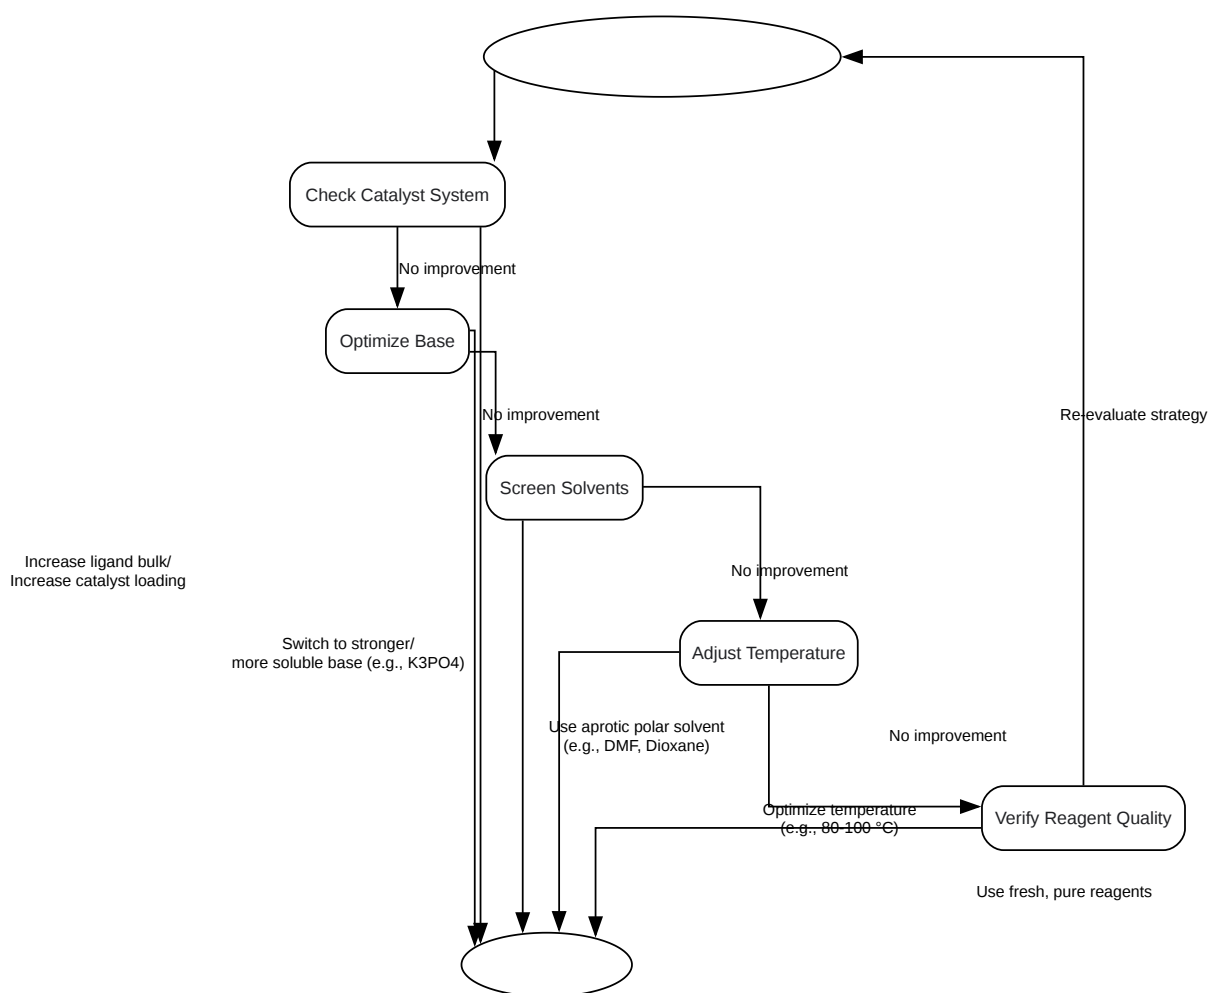 Check Catalyst System
No improvement
Optimize Base
No improvement
Re-evaluate strategy
Screen Solvents
Increase ligand bulk/
Increase catalyst loading
No improvement
Switch to stronger/
more soluble base (e.g., K3PO4)
Adjust Temperature
Use aprotic polar solvent
(e.g., DMF, Dioxane)
No improvement
Optimize temperature
(e.g., 80-100 °C)
Verify Reagent Quality
Use fresh, pure reagents